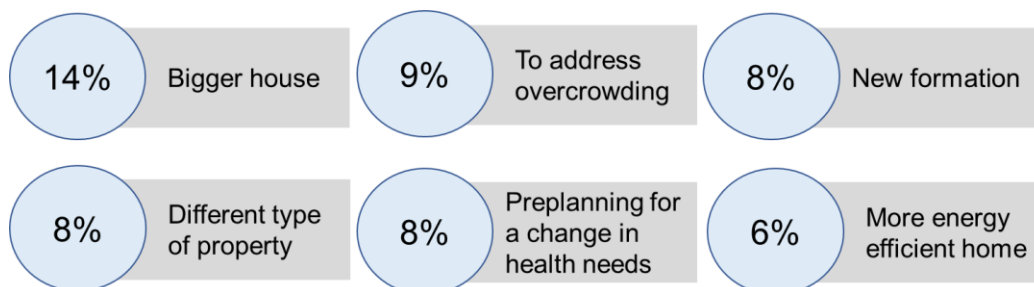 14%
Bigger house
9%
To address
overcrowding
8%
New formation
8%
Different type
of property
8%
Preplanning for
a change in
health needs
6%
More energy
efficient home